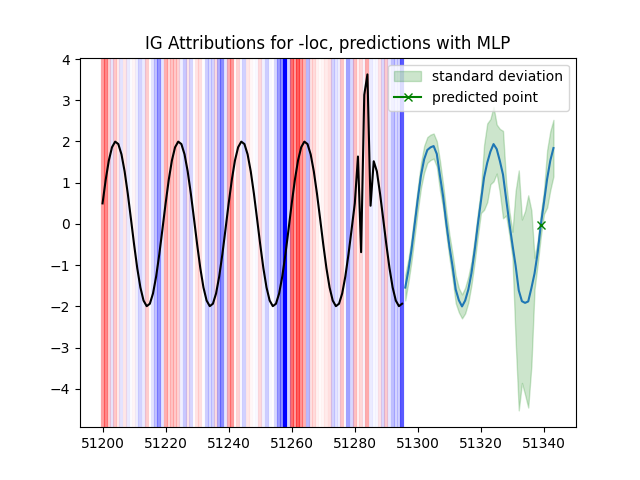 IG Attributions for -loc, predictions with MLP
standard deviation
predicted point
4
3
2
1
0
−1
−2
−3
−4
51200 51220 51240 51260 51280 51300 51320 51340